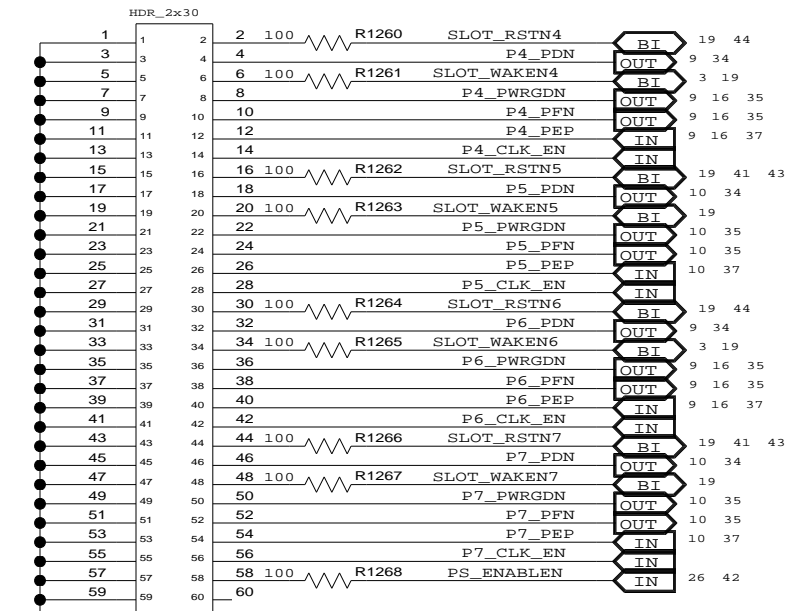 HDR_2x30
1 1 2 2 100 R1260 SLOT_RSTN4 BI 19 44
3 3 4 4 P4_PDN OUT 9 34
5 5 6 6 100 R1261 SLOT_WAKEN4 BI 3 19
7 7 8 8 P4_PWRGDN OUT 9 16 35
9 9 10 10 P4_PFN OUT 9 16 35
11 11 12 12 P4_PEP IN 9 16 37
13 13 14 14 P4_CLK_EN IN
15 15 16 16 100 R1262 SLOT_RSTN5 BI 19 41 43
17 17 18 18 P5_PDN OUT 10 34
19 19 20 20 100 R1263 SLOT_WAKEN5 BI 19
21 21 22 22 P5_PWRGDN OUT 10 35
23 23 24 24 P5_PFN OUT 10 35
25 25 26 26 P5_PEP IN 10 37
27 27 28 28 P5_CLK_EN IN
29 29 30 30 100 R1264 SLOT_RSTN6 BI 19 44
31 31 32 32 P6_PDN OUT 9 34
33 33 34 34 100 R1265 SLOT_WAKEN6 BI 3 19
35 35 36 36 P6_PWRGDN OUT 9 16 35
37 37 38 38 P6_PFN OUT 9 16 35
39 39 40 40 P6_PEP IN 9 16 37
41 41 42 42 P6_CLK_EN IN
43 43 44 44 100 R1266 SLOT_RSTN7 BI 19 41 43
45 45 46 46 P7_PDN OUT 10 34
47 47 48 48 100 R1267 SLOT_WAKEN7 BI 19
49 49 50 50 P7_PWRGDN OUT 10 35
51 51 52 52 P7_PFN OUT 10 35
53 53 54 54 P7_PEP IN 10 37
55 55 56 56 P7_CLK_EN IN
57 57 58 58 100 R1268 PS_ENABLEN IN 26 42
59 59 60 60